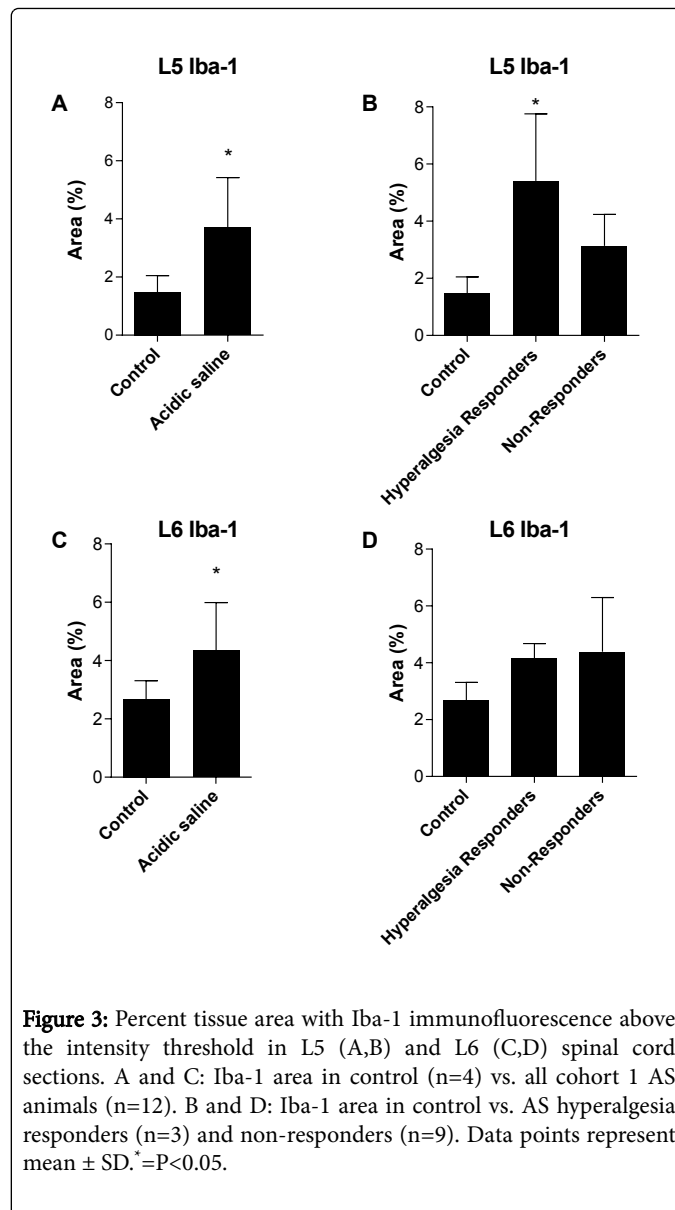 L5 Iba-1
A
8
6
4
2
0
Area (%)
*
Control
Acidic saline
L5 Iba-1
B
8
6
4
2
0
Area (%)
*
Control
Hyperalgesia Responders
Non-Responders
L6 Iba-1
C
8
6
4
2
0
Area (%)
*
Control
Acidic saline
L6 Iba-1
D
8
6
4
2
0
Area (%)
Control
Hyperalgesia Responders
Non-Responders
Figure 3: Percent tissue area with Iba-1 immunofluorescence above
the intensity threshold in L5 (A,B) and L6 (C,D) spinal cord
sections. A and C: Iba-1 area in control (n=4) vs. all cohort 1 AS
animals (n=12). B and D: Iba-1 area in control vs. AS hyperalgesia
responders (n=3) and non-responders (n=9). Data points represent
mean ± SD.*=P<0.05.